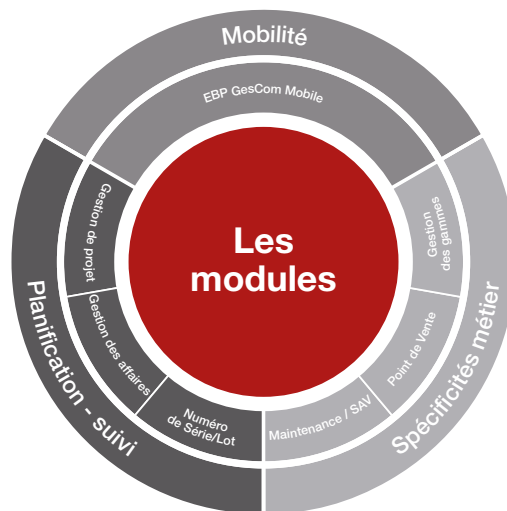 Mobilité
EBP GesCom Mobile
Les
modules
Planification - suivi
Gestion de projet
Gestion des affaires
Numéro
de Série/Lot
Spécificités métier
Gestion
des gammes
Point de Vente
Maintenance / SAV